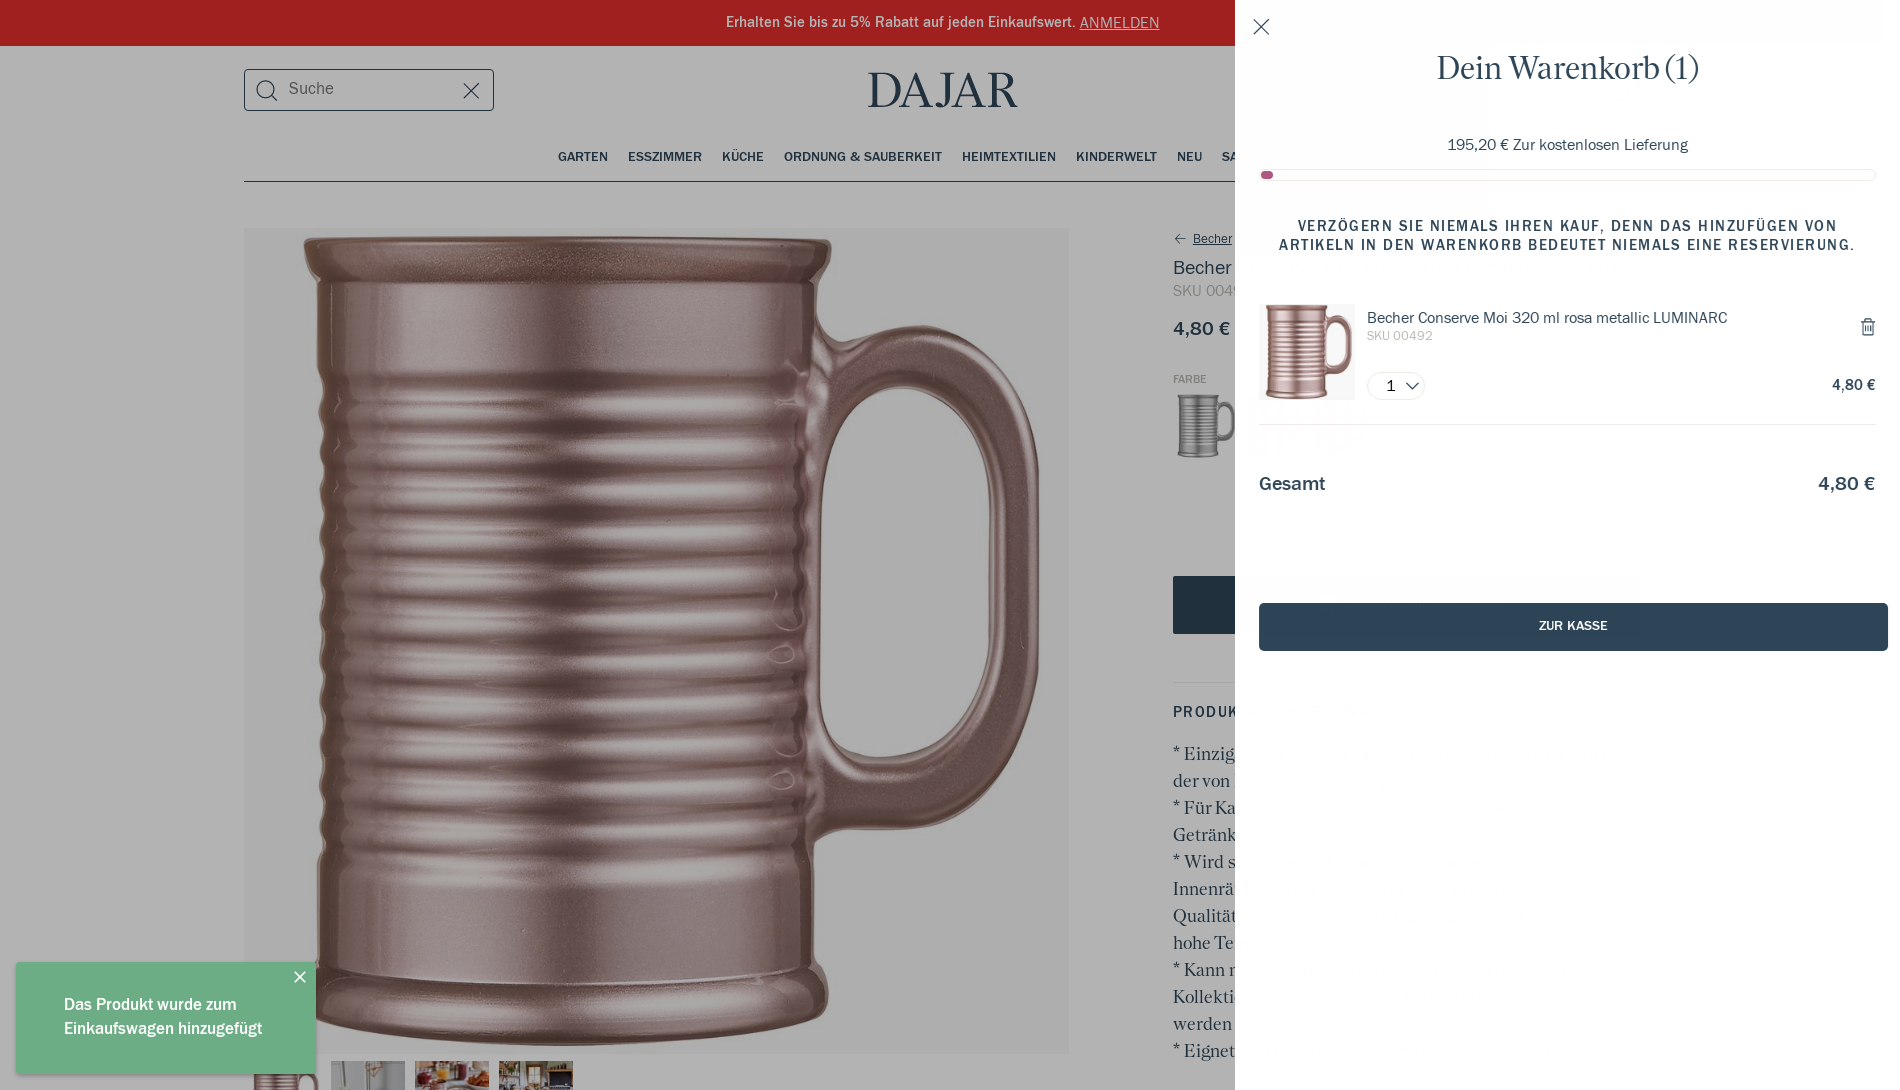 Erhalten Sie bis zu 5% Rabatt auf jeden Einkaufswert. ANMELDEN
Suche
DAJAR
GARTEN ESSZIMMER KÜCHE ORDNUNG & SAUBERKEIT HEIMTEXTILIEN KINDERWELT NEU
Becher
Becher
SKU
4,80 €
FARBE
* Einzig
der von
* Für Ka
Getränk
* Wird s
Innenrä
Qualität
hohe Te
* Kann
Kollekti
werden
* Eignet
Das Produkt wurde zum
Einkaufswagen hinzugefügt
Dein Warenkorb (1)
195,20 € Zur kostenlosen Lieferung
VERZÖGERN SIE NIEMALS IHREN KAUF, DENN DAS HINZUFÜGEN VON
ARTIKELN IN DEN WARENKORB BEDEUTET NIEMALS EINE RESERVIERUNG.
Becher Conserve Moi 320 ml rosa metallic LUMINARC
SKU 00492
1
4,80 €
Gesamt 4,80 €
ZUR KASSE